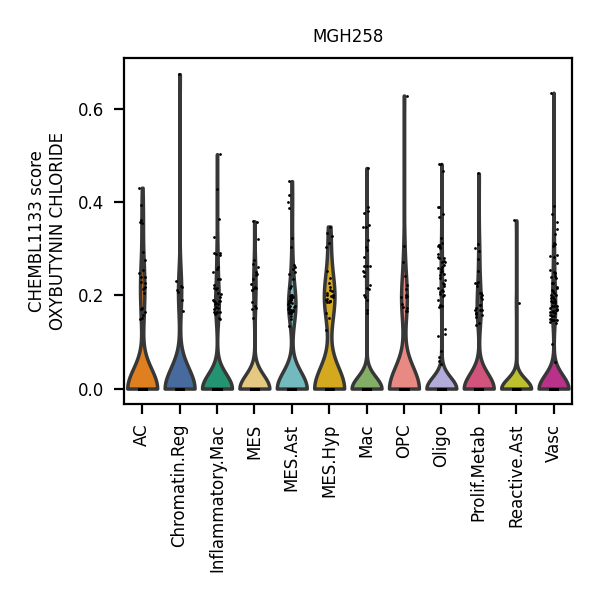 MGH258
CHEMBL1133 score
OXYBUTYNIN CHLORIDE
0.6
0.4
0.2
0.0
AC
Chromatin.Reg
Inflammatory.Mac
MES
MES.Ast
MES.Hyp
Mac
OPC
Oligo
Prolif.Metab
Reactive.Ast
Vasc